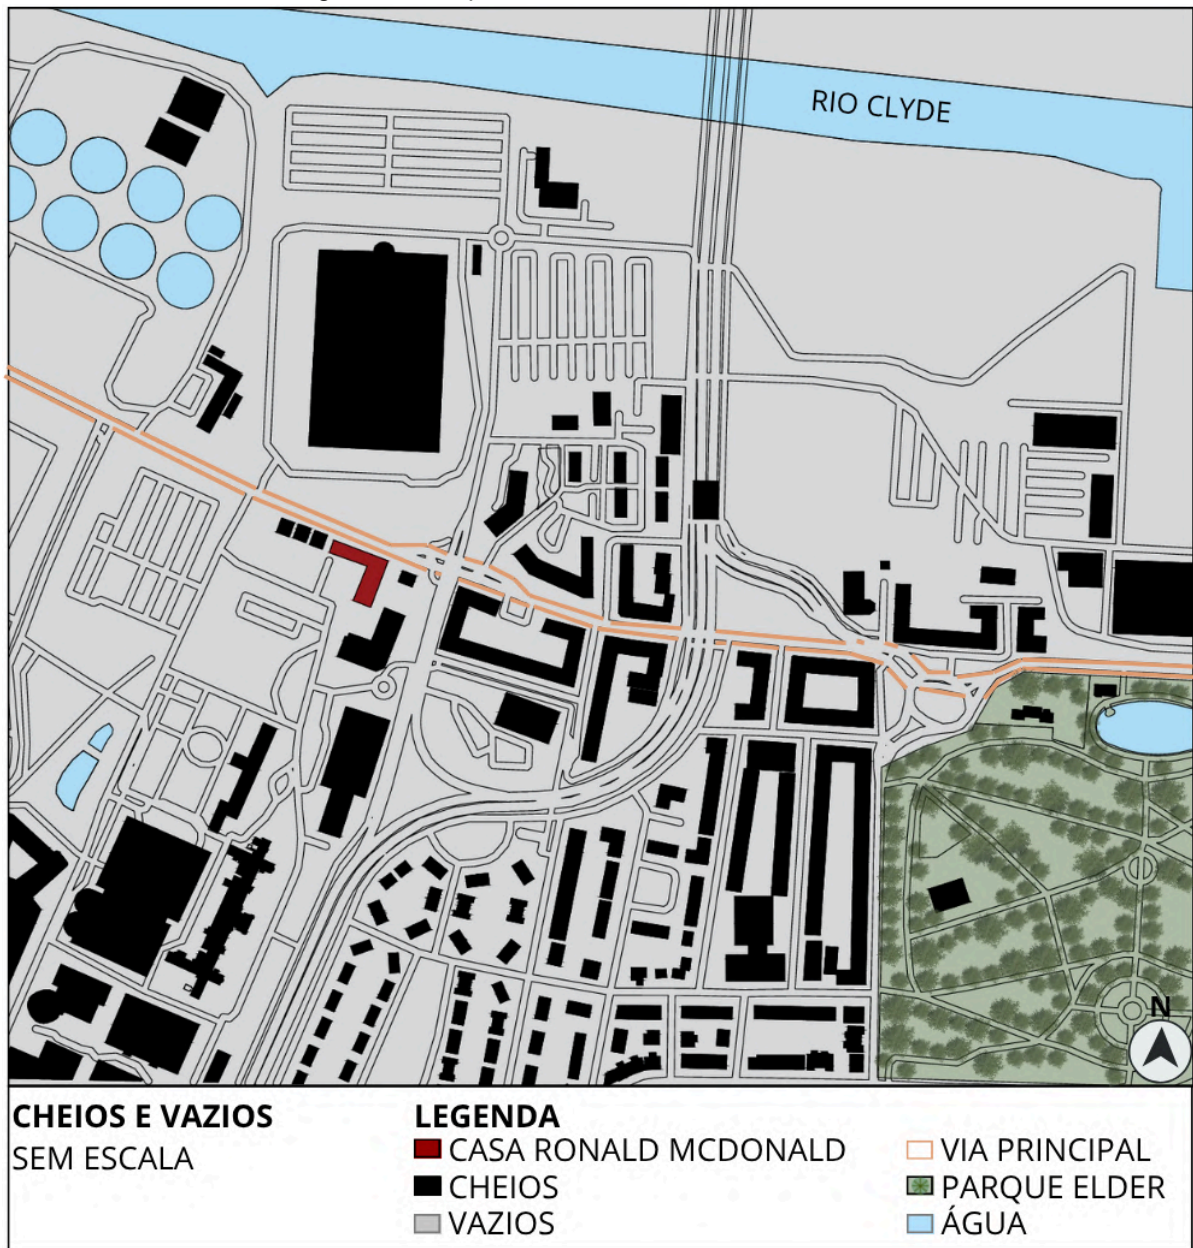 RIO CLYDE
N
CHEIOS E VAZIOS
SEM ESCALA
LEGENDA
CASA RONALD MCDONALD
CHEIOS
VAZIOS
VIA PRINCIPAL
PARQUE ELDER
ÁGUA